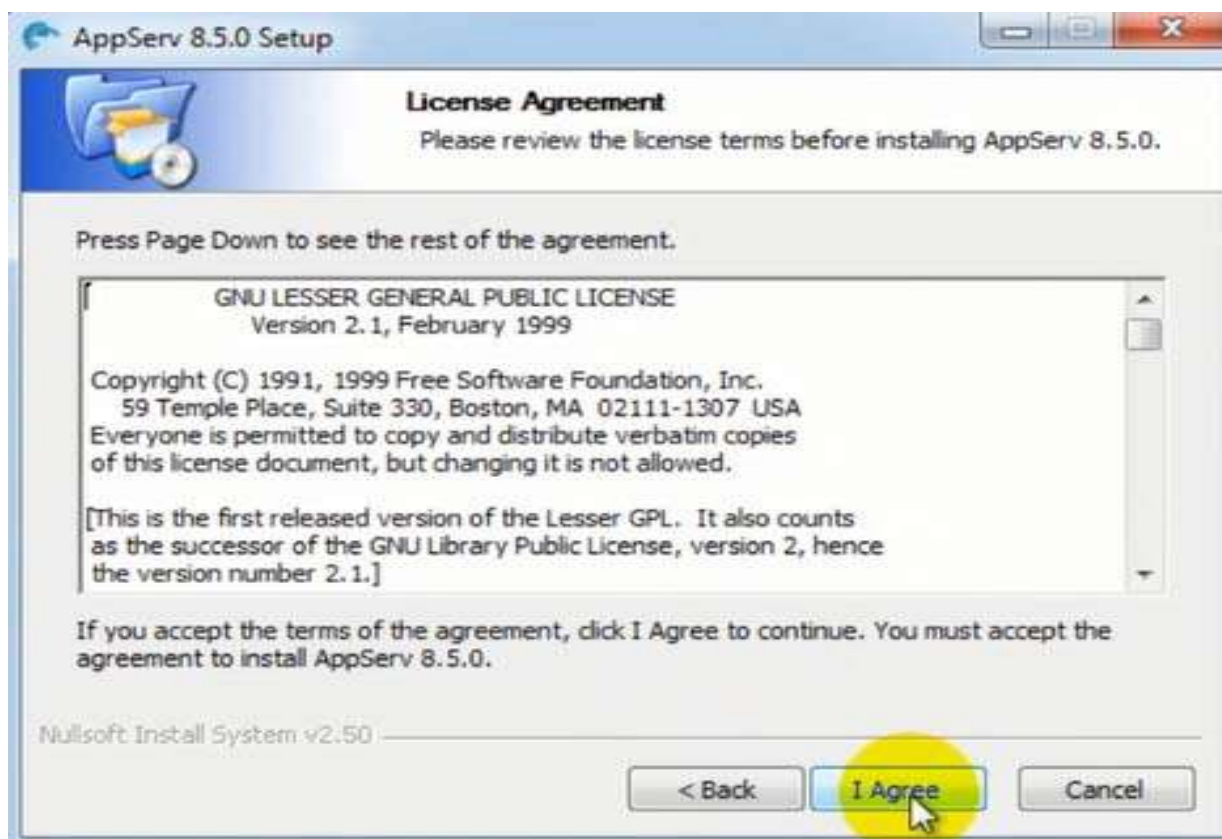 AppServ 8.5.0 Setup
License Agreement
Please review the license terms before installing AppServ 8.5.0.
Press Page Down to see the rest of the agreement.
GNU LESSER GENERAL PUBLIC LICENSE
Version 2.1, February 1999
Copyright (C) 1991, 1999 Free Software Foundation, Inc.
59 Temple Place, Suite 330, Boston, MA 02111-1307 USA
Everyone is permitted to copy and distribute verbatim copies
of this license document, but changing it is not allowed.
[This is the first released version of the Lesser GPL. It also counts
as the successor of the GNU Library Public License, version 2, hence
the version number 2.1.]
If you accept the terms of the agreement, click I Agree to continue. You must accept the
agreement to install AppServ 8.5.0.
Nullsoft Install System v2.50
< Back I Agree Cancel